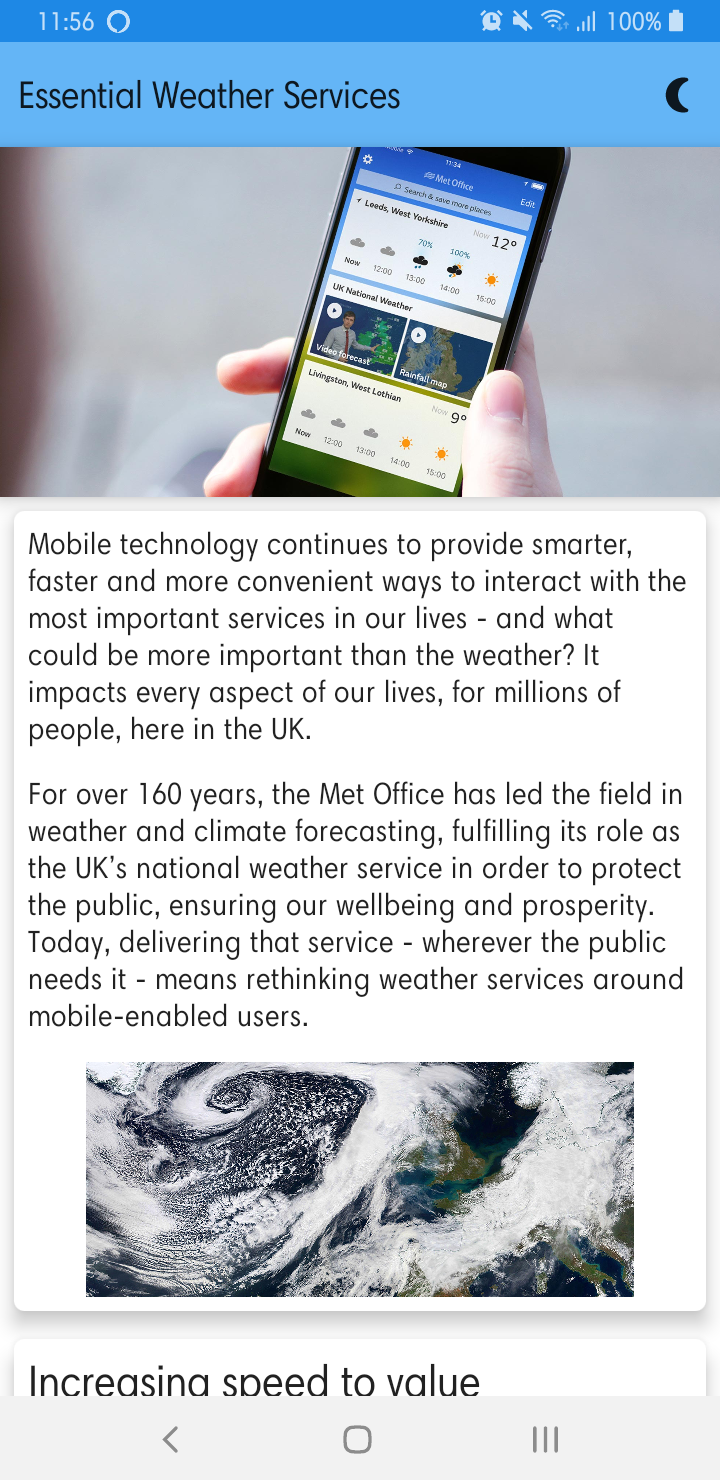 11:56
100%
Essential Weather Services
11:34
Met Office
Search & save more places
Edit
Leeds, West Yorkshire
Now 12°
70%
100%
Now
12:00
13:00
14:00
15:00
UK National Weather
Video forecast
Rainfall map
Livingston, West Lothian
Now 9°
Now
12:00
13:00
14:00
15:00
Mobile technology continues to provide smarter,
faster and more convenient ways to interact with the
most important services in our lives - and what
could be more important than the weather? It
impacts every aspect of our lives, for millions of
people, here in the UK.
For over 160 years, the Met Office has led the field in
weather and climate forecasting, fulfilling its role as
the UK’s national weather service in order to protect
the public, ensuring our wellbeing and prosperity.
Today, delivering that service - wherever the public
needs it - means rethinking weather services around
mobile-enabled users.
Increasing speed to value